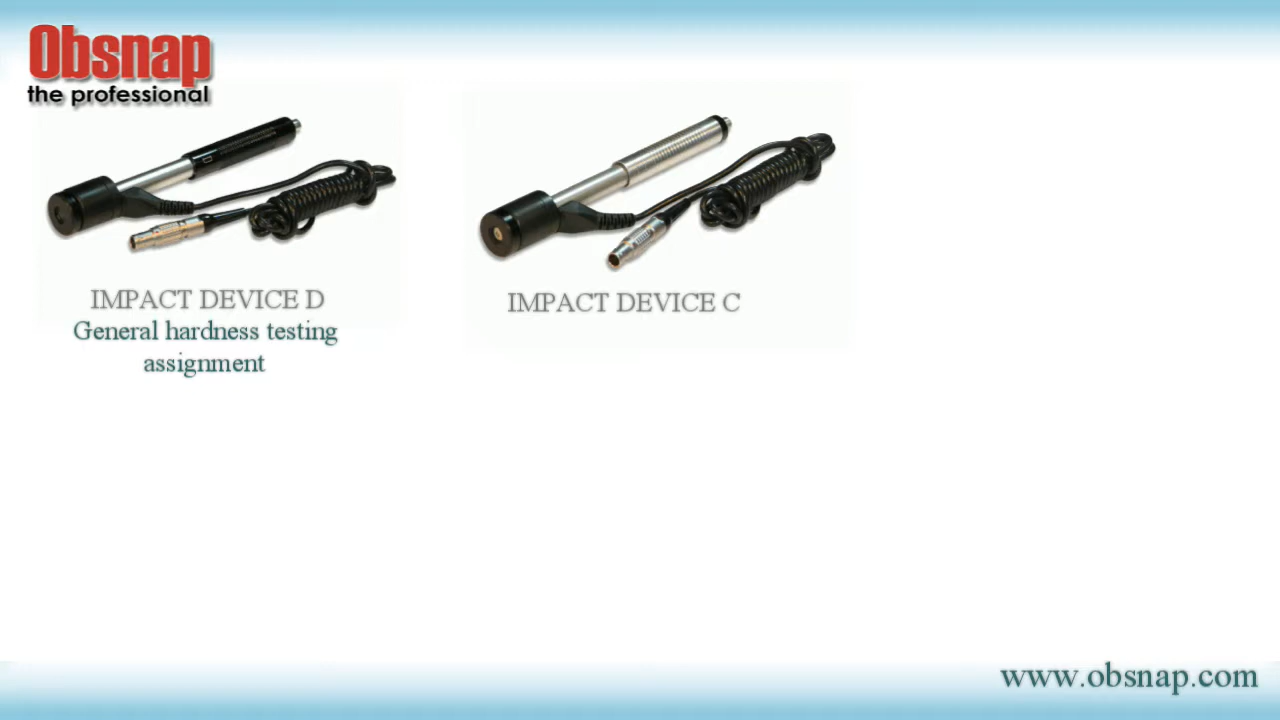 Obsnap
the professional
IMPACT DEVICE D
General hardness testing
assignment
IMPACT DEVICE C
www.obsnap.com